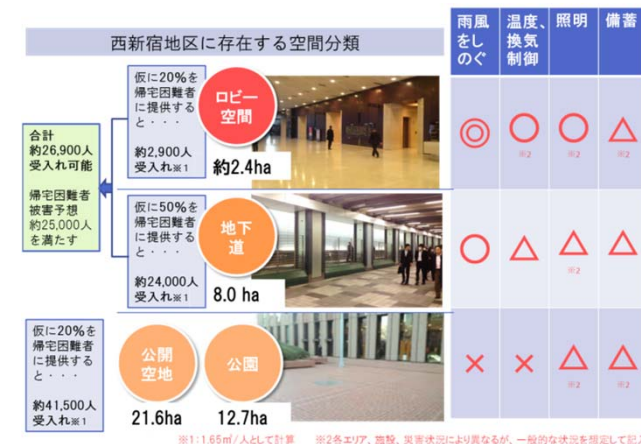 西新宿地区に存在する空間分類
雨風
をし
のぐ
温度、
換気
制御
照明
備蓄
仮に20%を
帰宅困難者
に提供する
と・・・
約2,900人
受入れ※1
ロビー
空間
約2.4ha
◎
○
※2
○
※2
△
※2
合計
約26,900人
受入れ可能
帰宅困難者
被害予想
約25,000人
を満たす
仮に50%を
帰宅困難者
に提供する
と・・・
約24,000人
受入れ※1
地下
道
8.0 ha
○
△
△
※2
△
仮に20%を
帰宅困難者
に提供する
と・・・
約41,500人
受入れ※1
公開
空地
21.6ha
公園
12.7ha
×
×
△
※2
△
※2
※1:1.65㎡/人として計算 ※2各エリア、施設、災害状況により異なるが、一般的な状況を想定して記入